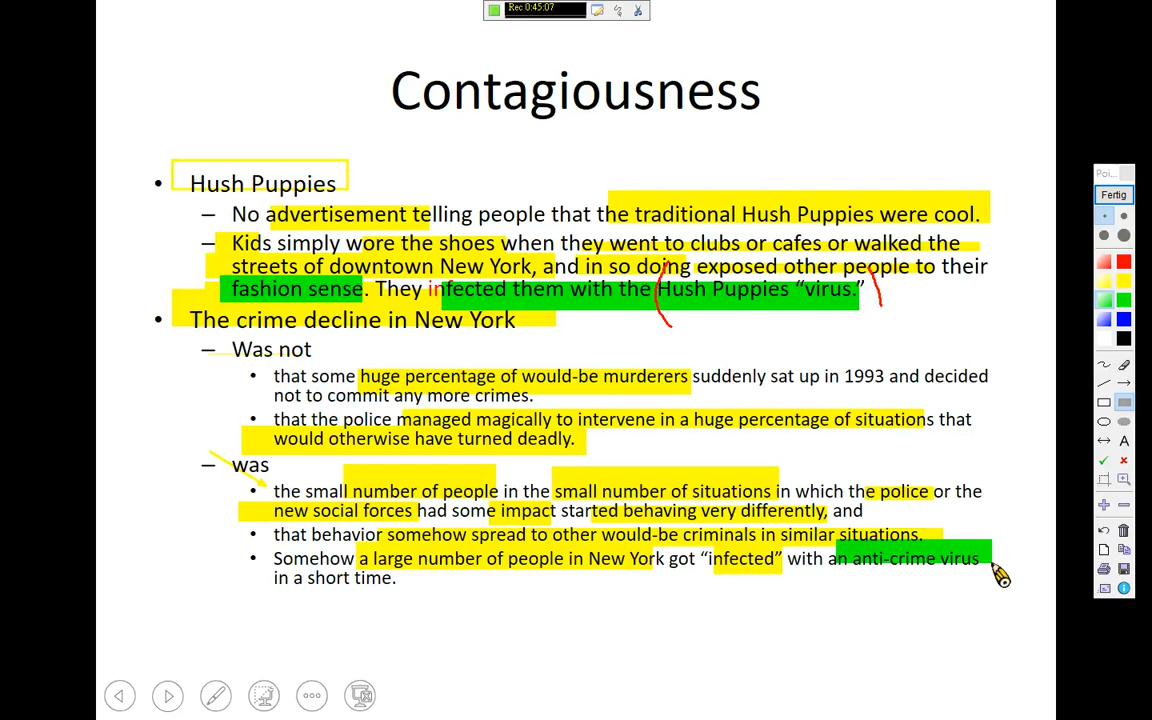 Rec 0:45:07
Contagiousness
• Hush Puppies
– No advertisement telling people that the traditional Hush Puppies were cool.
– Kids simply wore the shoes when they went to clubs or cafes or walked the
streets of downtown New York, and in so doing exposed other people to their
fashion sense. They infected them with the Hush Puppies “virus.”
• The crime decline in New York
– Was not
• that some huge percentage of would-be murderers suddenly sat up in 1993 and decided
not to commit any more crimes.
• that the police managed magically to intervene in a huge percentage of situations that
would otherwise have turned deadly.
– was
• the small number of people in the small number of situations in which the police or the
new social forces had some impact started behaving very differently, and
• that behavior somehow spread to other would-be criminals in similar situations.
• Somehow a large number of people in New York got “infected” with an anti-crime virus
in a short time.
Poi...
Fertig
A